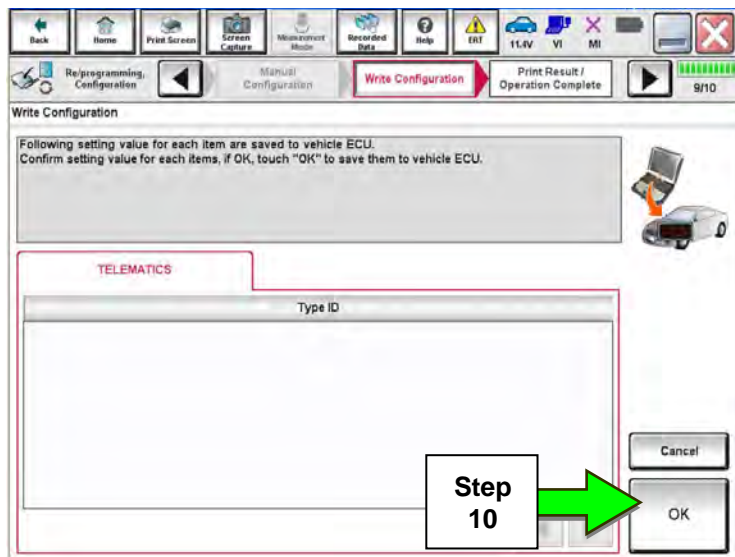 Back
Home
Print Screen
Screen
Capture
Measurement
Mode
Recorded
Data
Help
ERT
11.4V
VI
MI
Re/programming,
Configuration
Manual
Configuration
Write Configuration
Print Result /
Operation Complete
9/10
Write Configuration
Following setting value for each item are saved to vehicle ECU.
Confirm setting value for each items, if OK, touch "OK" to save them to vehicle ECU.
TELEMATICS
Type ID
Cancel
Step
10
OK